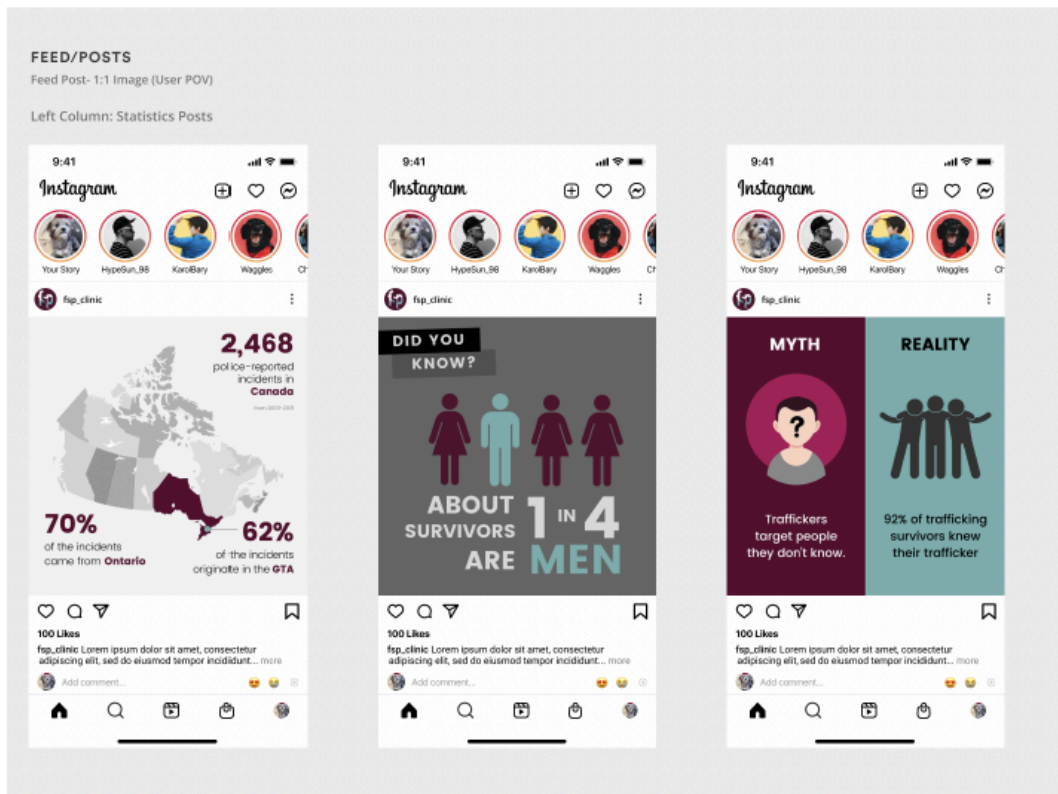 FEED/POSTS
Feed Post- 1:1 Image (User POV)
Left Column: Statistics Posts
9:41
Instagram
Your Story
HypeSun_98
KarolBary
Waggles
fsp
fsp_clinic
2,468
police-reported
incidents in
Canada
70%
of the incidents
came from Ontario
62%
of the incidents
originate in the GTA
100 Likes
fsp_clinic Lorem ipsum dolor sit amet, consectetur
adipiscing elit, sed do eiusmod tempor incididunt... more
Add comment...
9:41
Instagram
Your Story
HypeSun_98
KarolBary
Waggles
fsp
fsp_clinic
DID YOU
KNOW?
ABOUT
SURVIVORS
ARE
1 IN 4
MEN
100 Likes
fsp_clinic Lorem ipsum dolor sit amet, consectetur
adipiscing elit, sed do eiusmod tempor incididunt... more
Add comment...
9:41
Instagram
Your Story
HypeSun_98
KarolBary
Waggles
fsp
fsp_clinic
MYTH
?
Traffickers
target people
they don't know.
REALITY
92% of trafficking
survivors knew
their trafficker
100 Likes
fsp_clinic Lorem ipsum dolor sit amet, consectetur
adipiscing elit, sed do eiusmod tempor incididunt... more
Add comment...